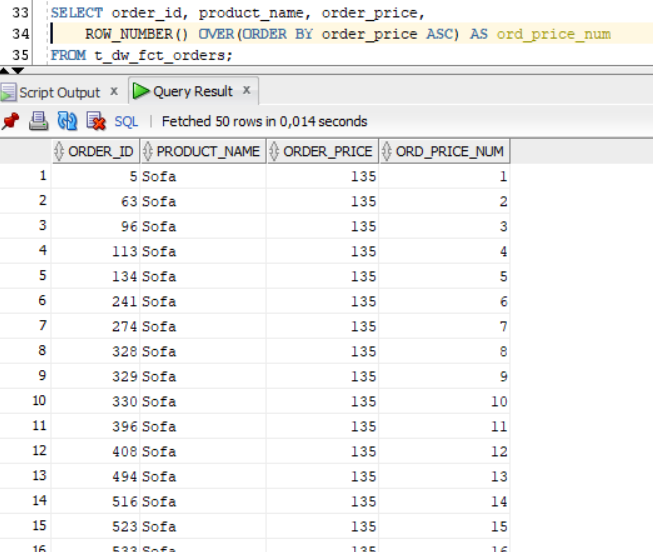 33 SELECT order_id, product_name, order_price,
34 ROW_NUMBER() OVER(ORDER BY order_price ASC) AS ord_price_num
35 FROM t_dw_fct_orders;
Script Output x Query Result x
SQL | Fetched 50 rows in 0,014 seconds
ORDER_ID PRODUCT_NAME ORDER_PRICE ORD_PRICE_NUM
1 5 Sofa 135 1
2 63 Sofa 135 2
3 96 Sofa 135 3
4 113 Sofa 135 4
5 134 Sofa 135 5
6 241 Sofa 135 6
7 274 Sofa 135 7
8 328 Sofa 135 8
9 329 Sofa 135 9
10 330 Sofa 135 10
11 396 Sofa 135 11
12 408 Sofa 135 12
13 494 Sofa 135 13
14 516 Sofa 135 14
15 523 Sofa 135 15
16 533 Sofa 135 16